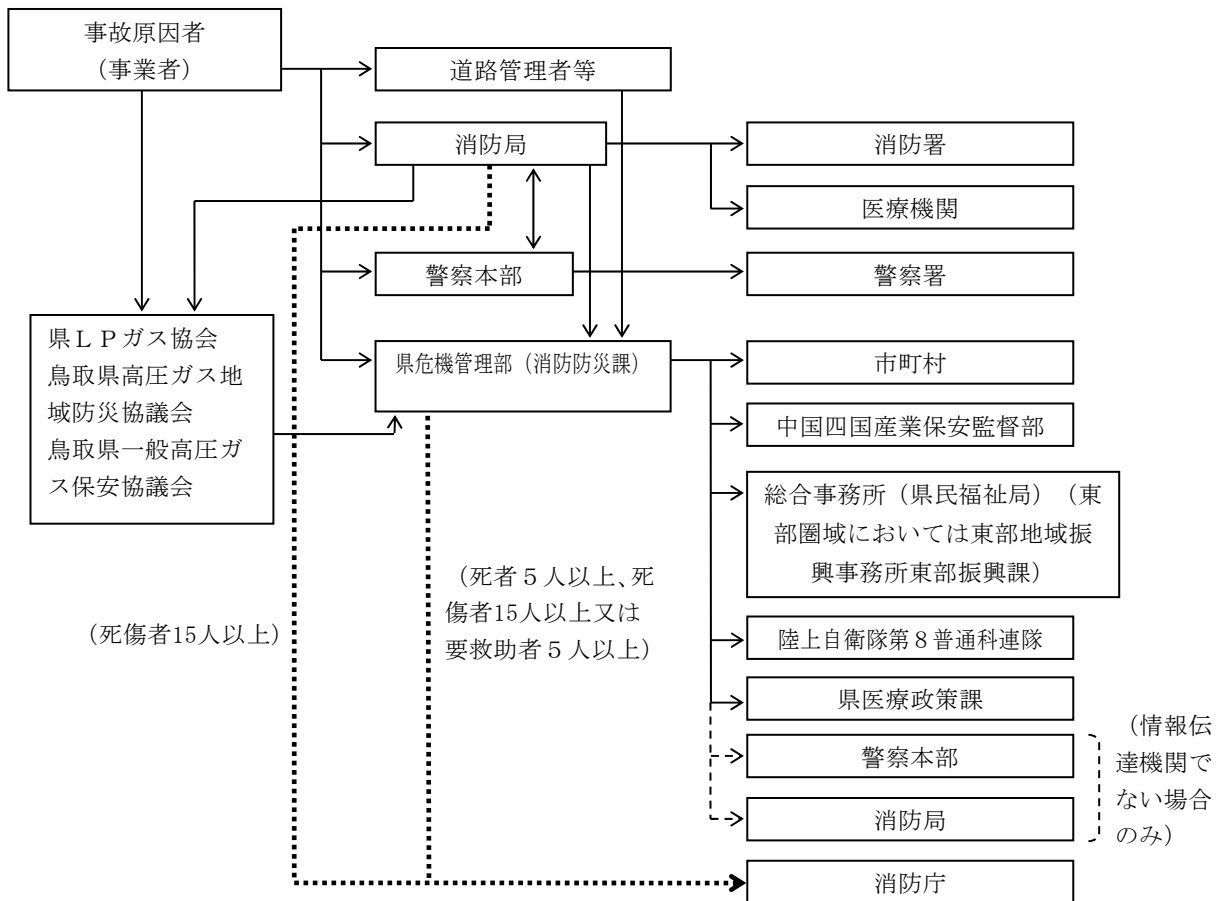 事故原因者
（事業者）
道路管理者等
消防局
消防署
医療機関
警察本部
警察署
県ＬＰガス協会
鳥取県高圧ガス地
域防災協議会
鳥取県一般高圧ガ
ス保安協議会
県危機管理部（消防防災課）
市町村
中国四国産業保安監督部
総合事務所（県民福祉局）（東
部圏域においては東部地域振
興事務所東部振興課）
（死者５人以上、死
傷者15人以上又は
要救助者５人以上）
（死傷者15人以上）
陸上自衛隊第８普通科連隊
県医療政策課
警察本部
消防局
（情報伝
達機関で
ない場合
のみ）
消防庁